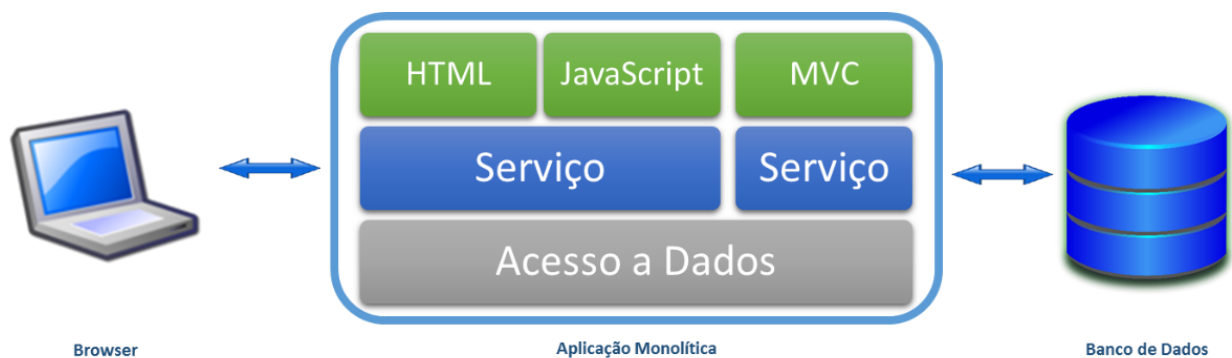 HTML JavaScript MVC
Serviço Serviço
Acesso a Dados
Browser Aplicação Monolítica Banco de Dados